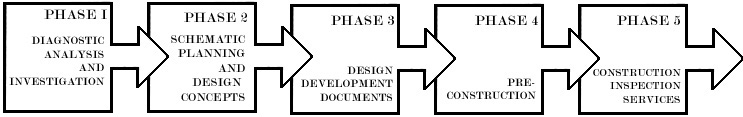 PHASE I
DIAGNOSTIC
ANALYSIS
AND
INVESTIGATION
PHASE 2
SCHEMATIC
PLANNING
AND
DESIGN
CONCEPTS
PHASE 3
DESIGN
DEVELOPMENT
DOCUMENTS
PHASE 4
PRE-
CONSTRUCTION
PHASE 5
CONSTRUCTION
INSPECTION
SERVICES